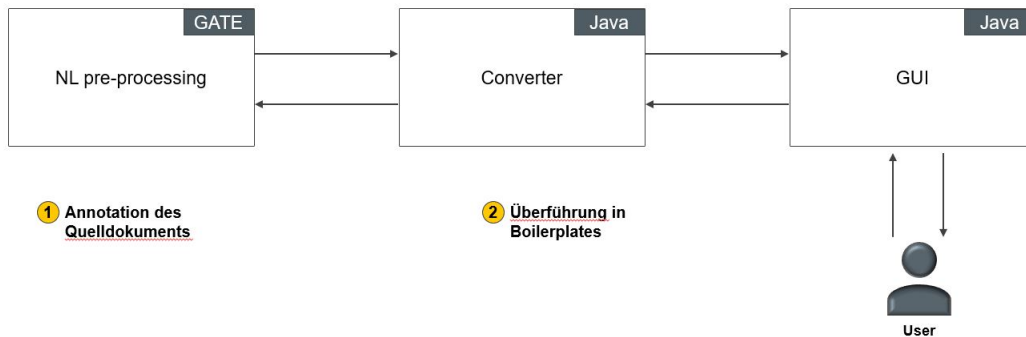 GATE
NL pre-processing
Java
Converter
Java
GUI
1 Annotation des
Quelldokuments
2 Überführung in
Boilerplates
User